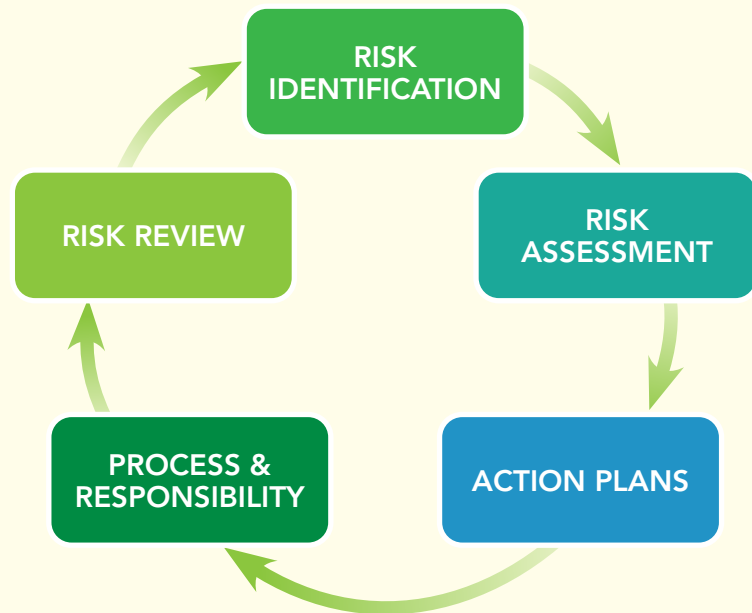 RISK
IDENTIFICATION
RISK
ASSESSMENT
ACTION PLANS
PROCESS &
RESPONSIBILITY
RISK REVIEW